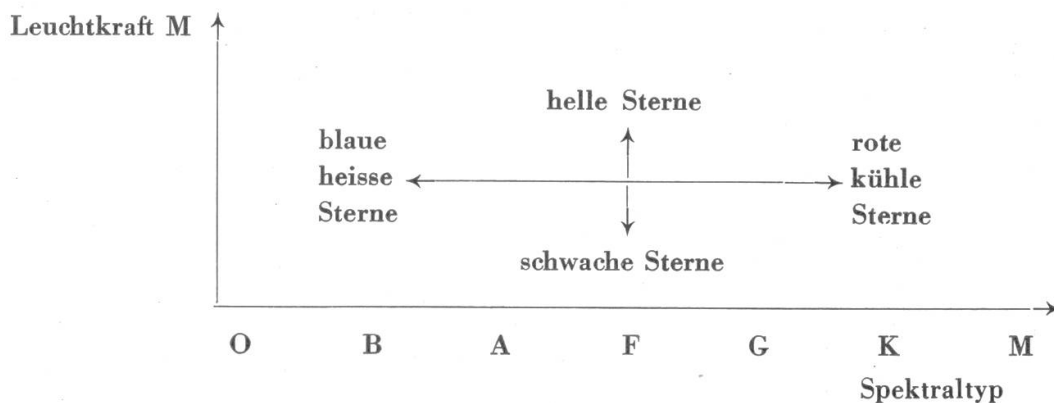 Leuchtkraft M
helle Sterne
blaue
heisse
Sterne
rote
kühle
Sterne
schwache Sterne
O B A F G K M
Spektraltyp